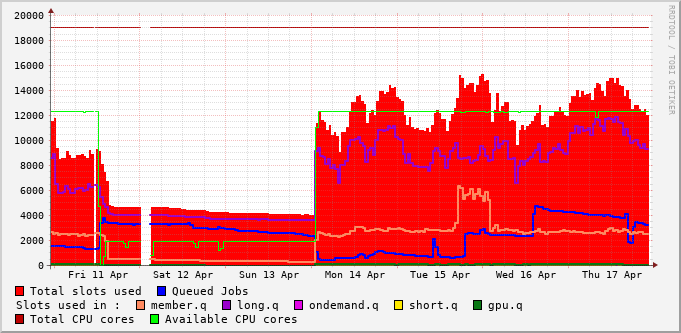 20000
18000
16000
14000
12000
10000
8000
6000
4000
2000
0
Fri 11 Apr Sat 12 Apr Sun 13 Apr Mon 14 Apr Tue 15 Apr Wed 16 Apr Thu 17 Apr
RRDTOOL / TOBI OETIKER
Total slots used Queued Jobs
Slots used in : member.q long.q ondemand.q short.q gpu.q
Total CPU cores Available CPU cores